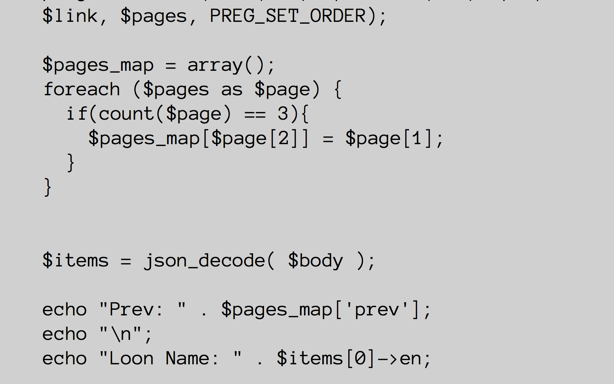 $link, $pages, PREG_SET_ORDER);
$pages_map = array();
foreach ($pages as $page) {
if(count($page) == 3){
$pages_map[$page[2]] = $page[1];
}
}
$items = json_decode( $body );
echo "Prev: " . $pages_map['prev'];
echo "\n";
echo "Loon Name: " . $items[0]->en;